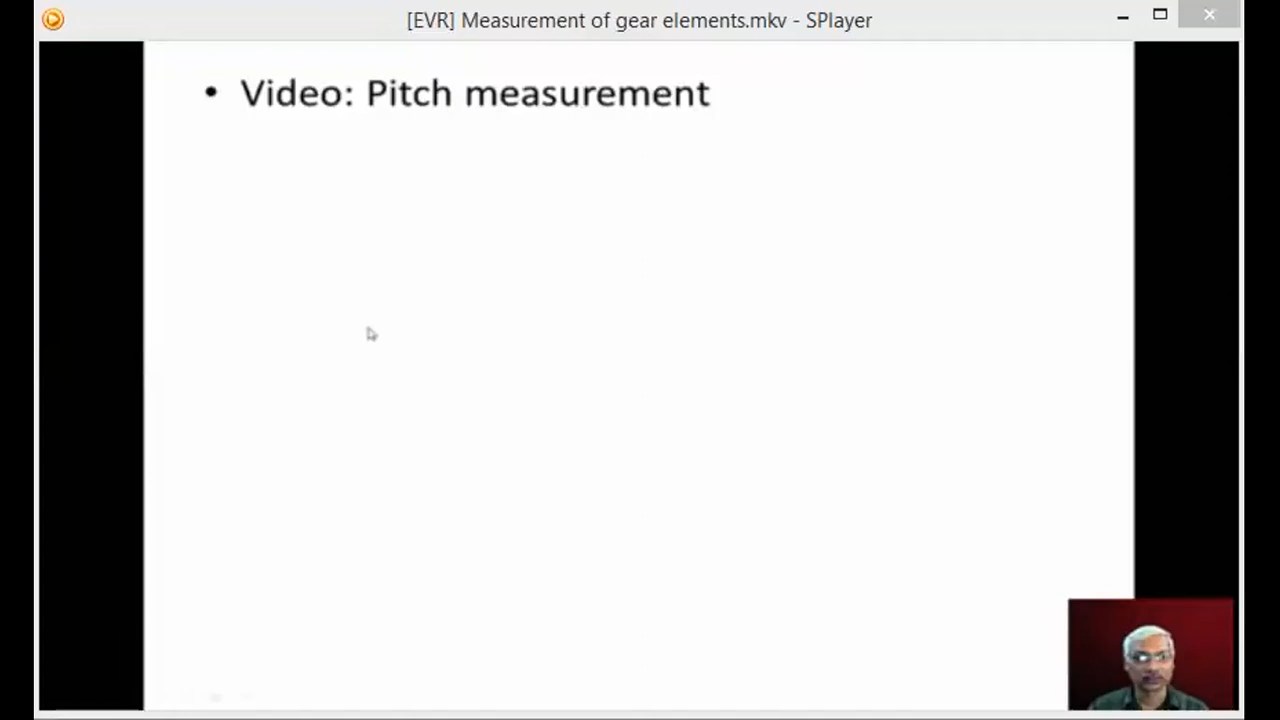 [EVR] Measurement of gear elements.mkv - SPlayer
• Video: Pitch measurement